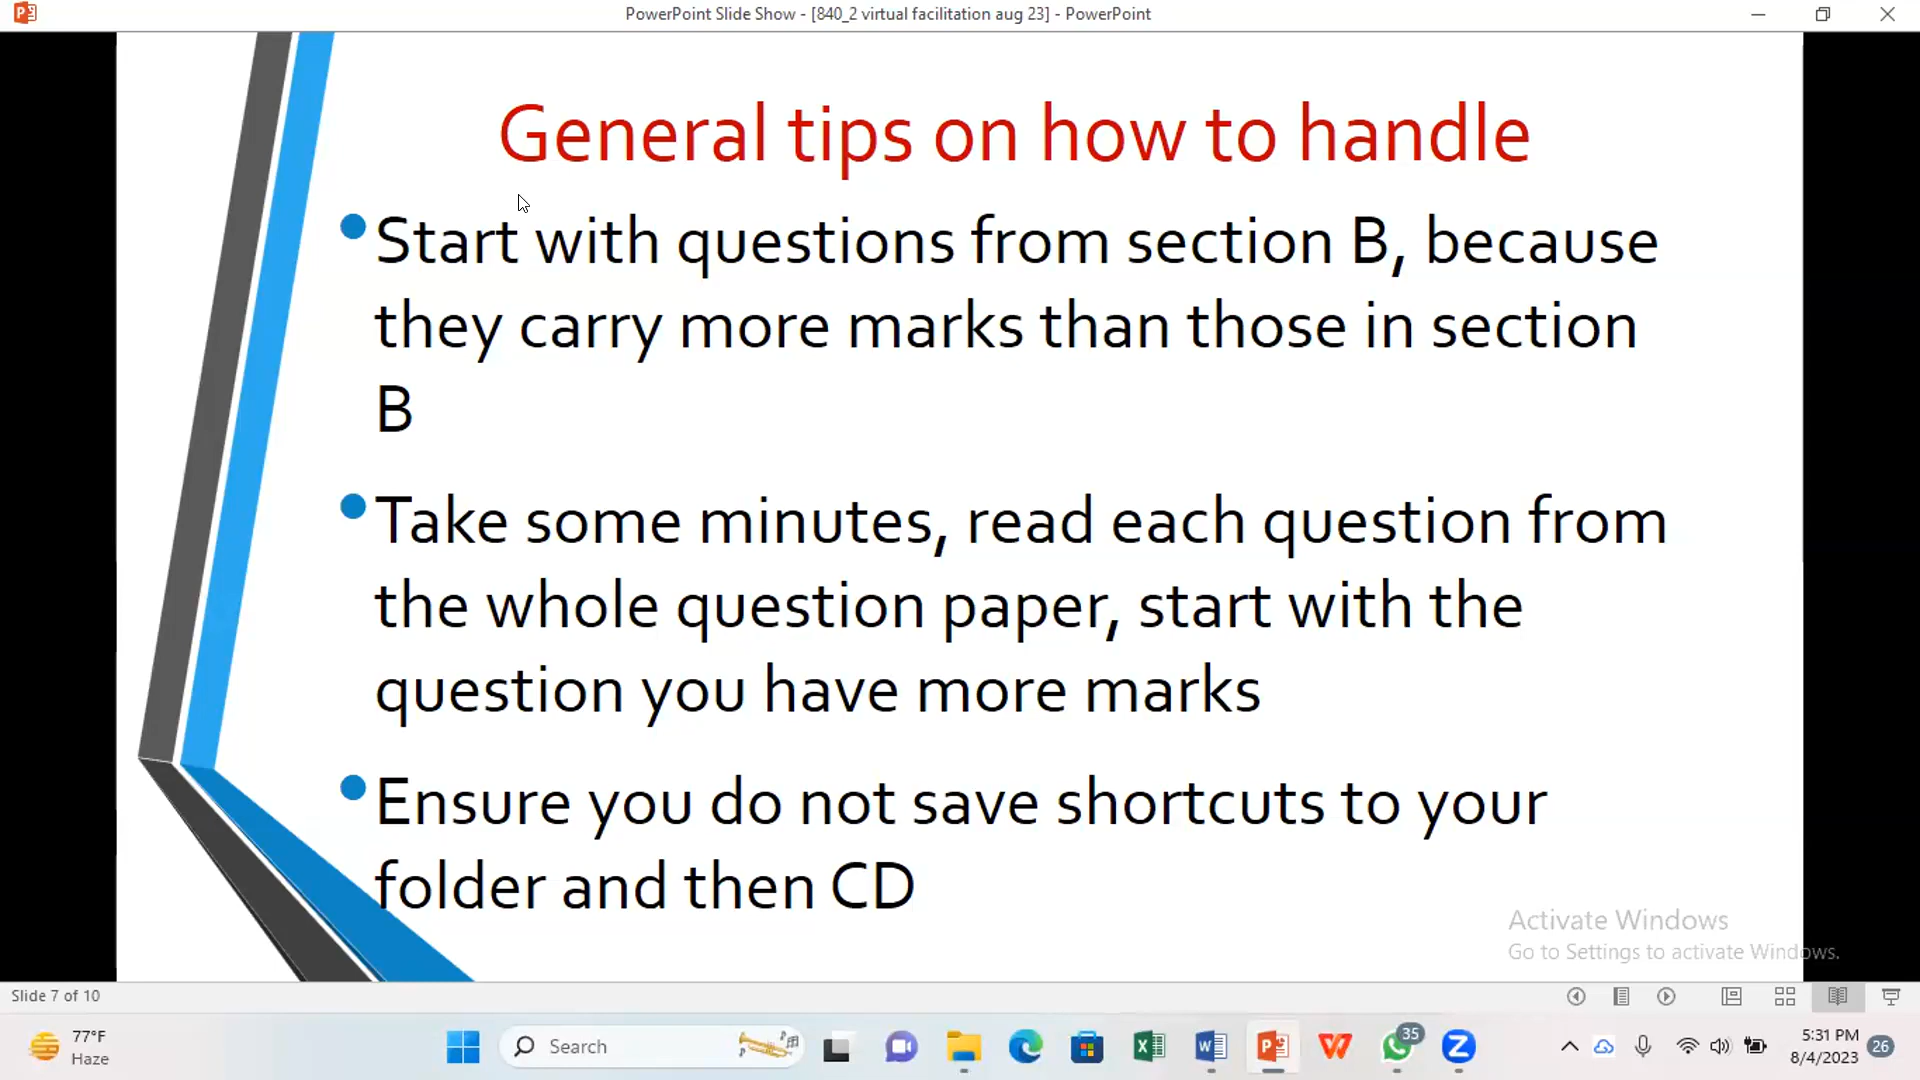 PowerPoint Slide Show - [840_2 virtual facilitation aug 23] - PowerPoint
General tips on how to handle
Start with questions from section B, because
they carry more marks than those in section
B
Take some minutes, read each question from
the whole question paper, start with the
question you have more marks
Ensure you do not save shortcuts to your
folder and then CD
Activate Windows
Go to Settings to activate Windows.
Slide 7 of 10
77°F
Haze
Search
35
5:31 PM
8/4/2023
26